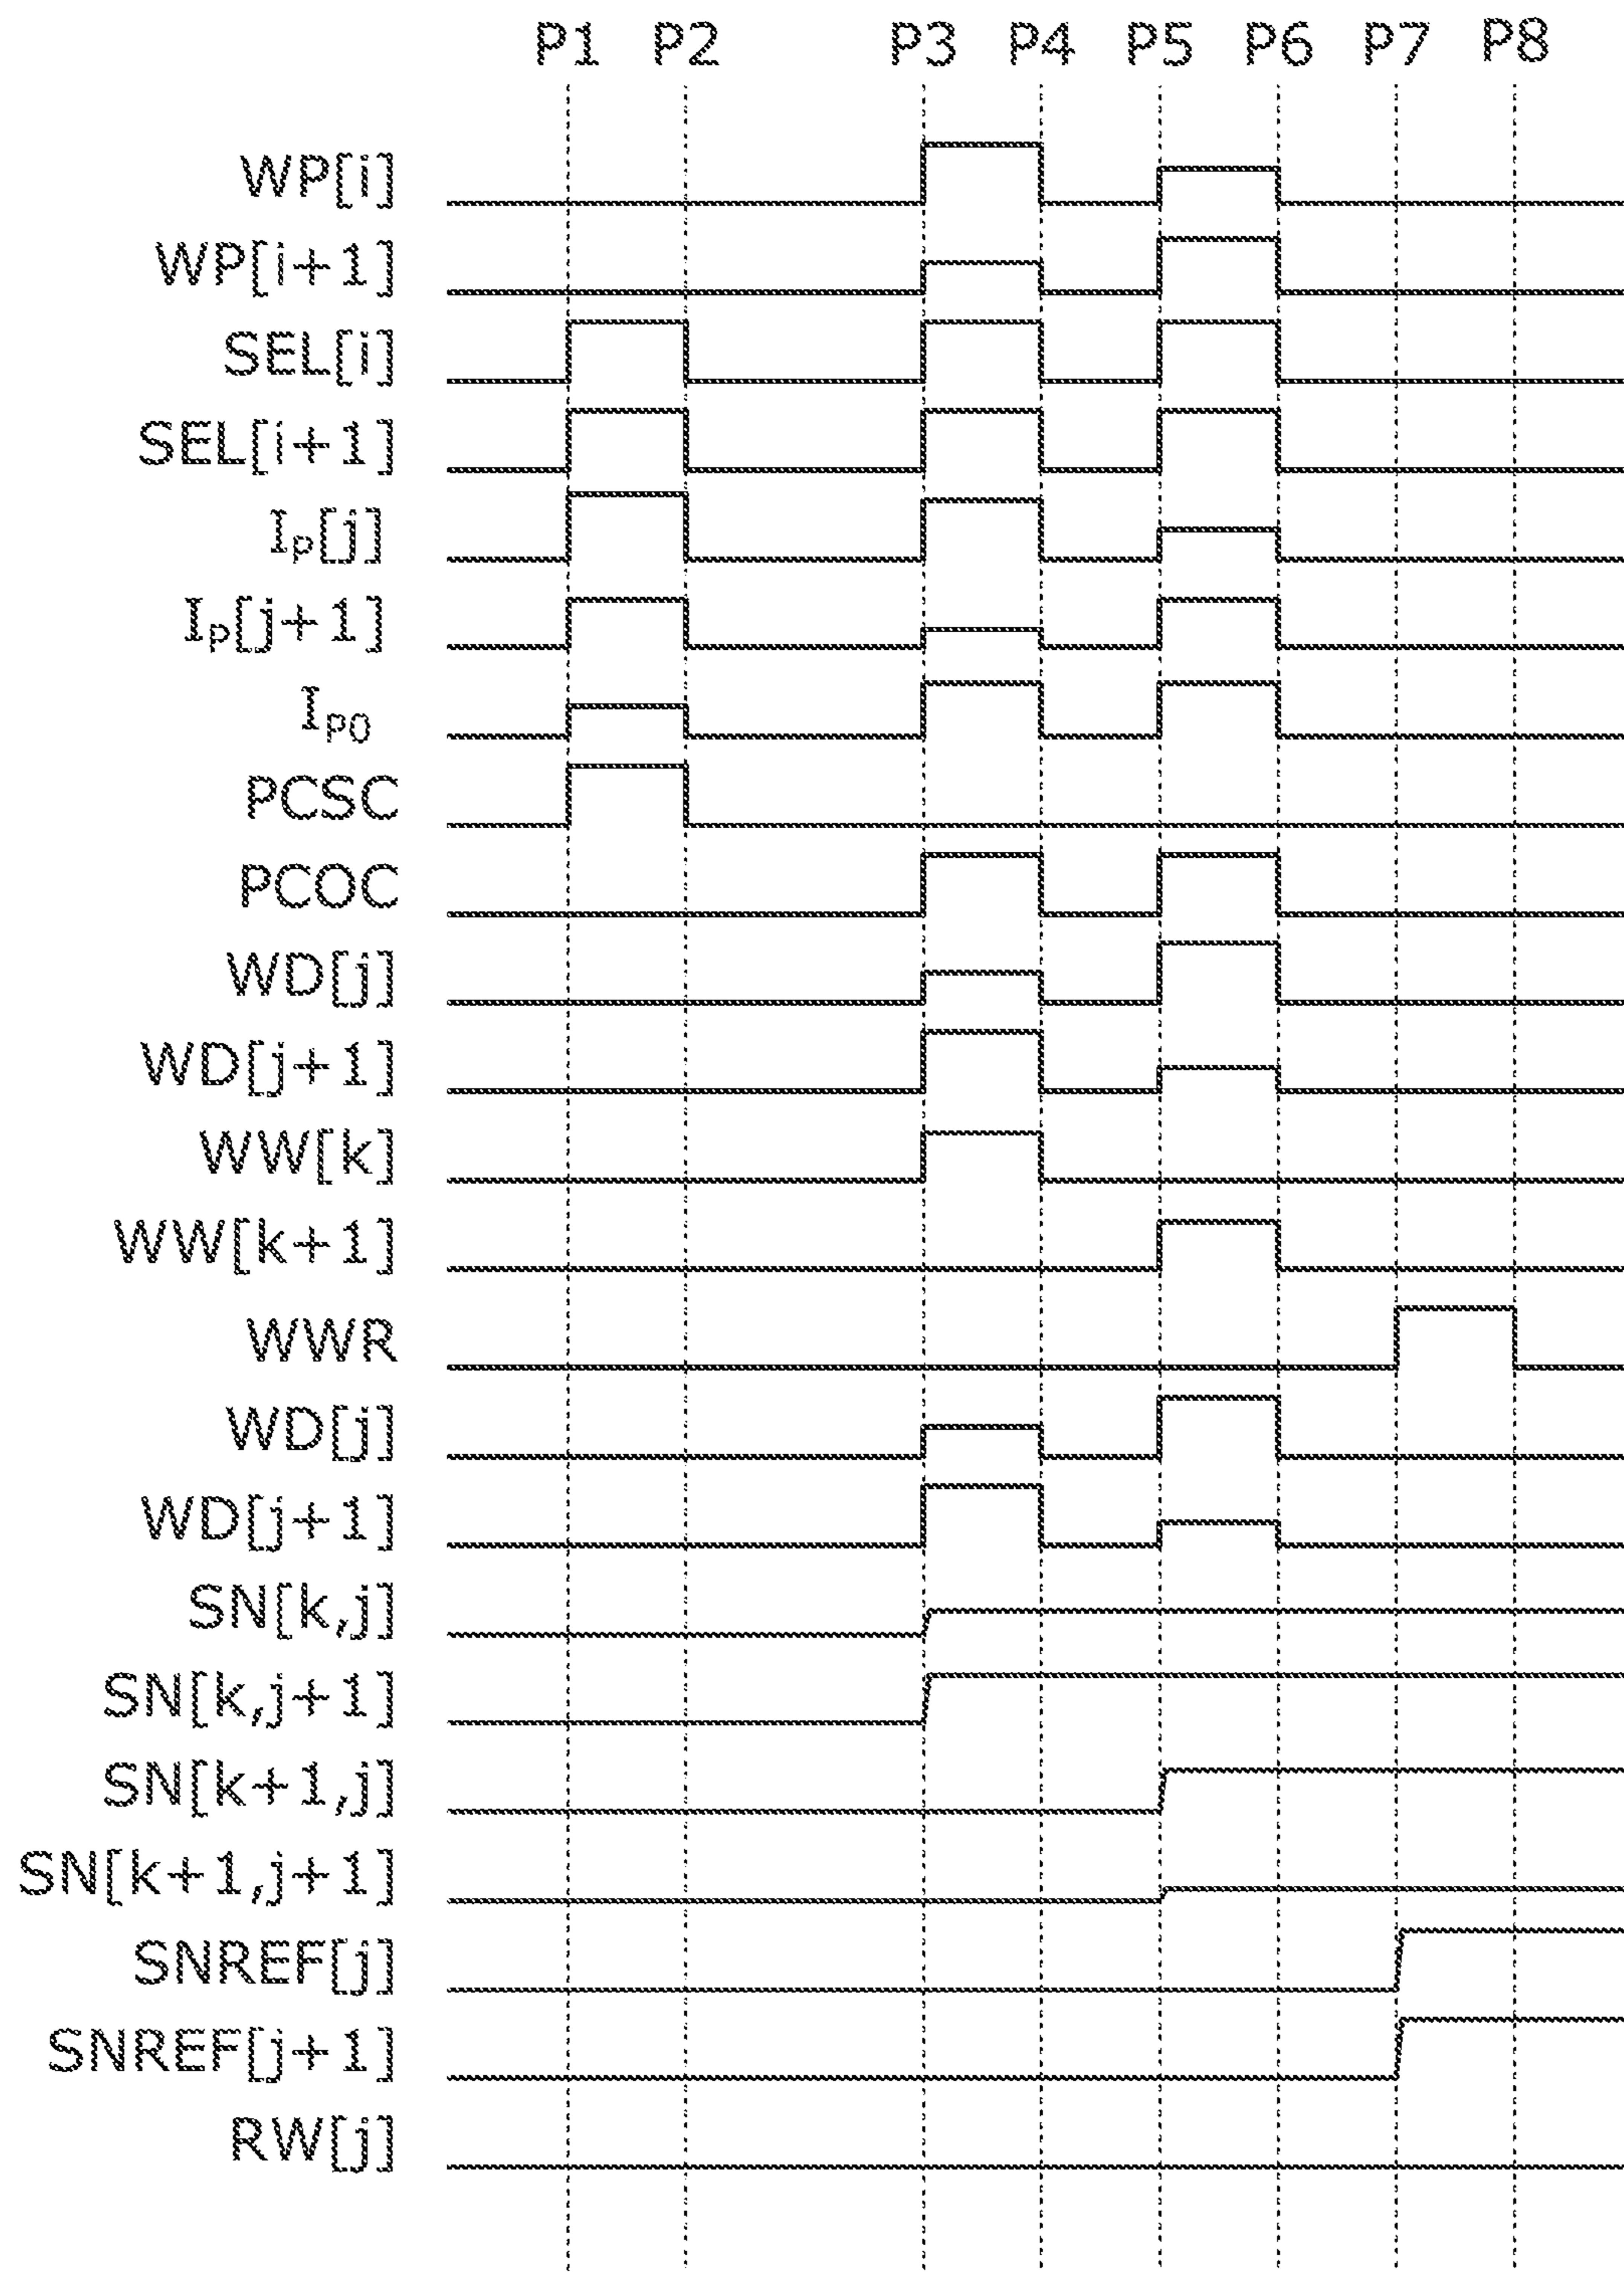 P1 P2 P3 P4 P5 P6 P7 P8
WP[i]
WP[i+1]
SEL[i]
SEL[i+1]
Ip[j]
Ip[j+1]
Ip0
PCSC
PCOC
WD[j]
WD[j+1]
WW[k]
WW[k+1]
WWR
WD[j]
WD[j+1]
SN[k,j]
SN[k,j+1]
SN[k+1,j]
SN[k+1,j+1]
SNREF[j]
SNREF[j+1]
RW[j]